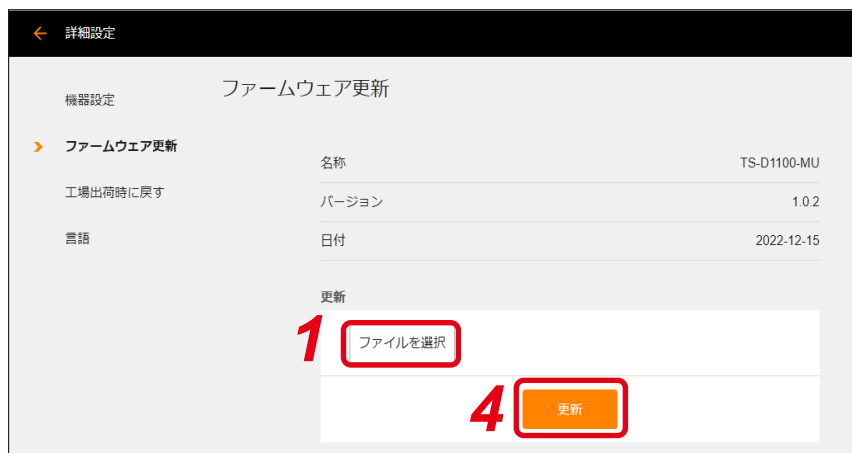 詳細設定
機器設定
ファームウェア更新
工場出荷時に戻す
言語
ファームウェア更新
名称 TS-D1100-MU
バージョン 1.0.2
日付 2022-12-15
更新
1 ファイルを選択
4 更新